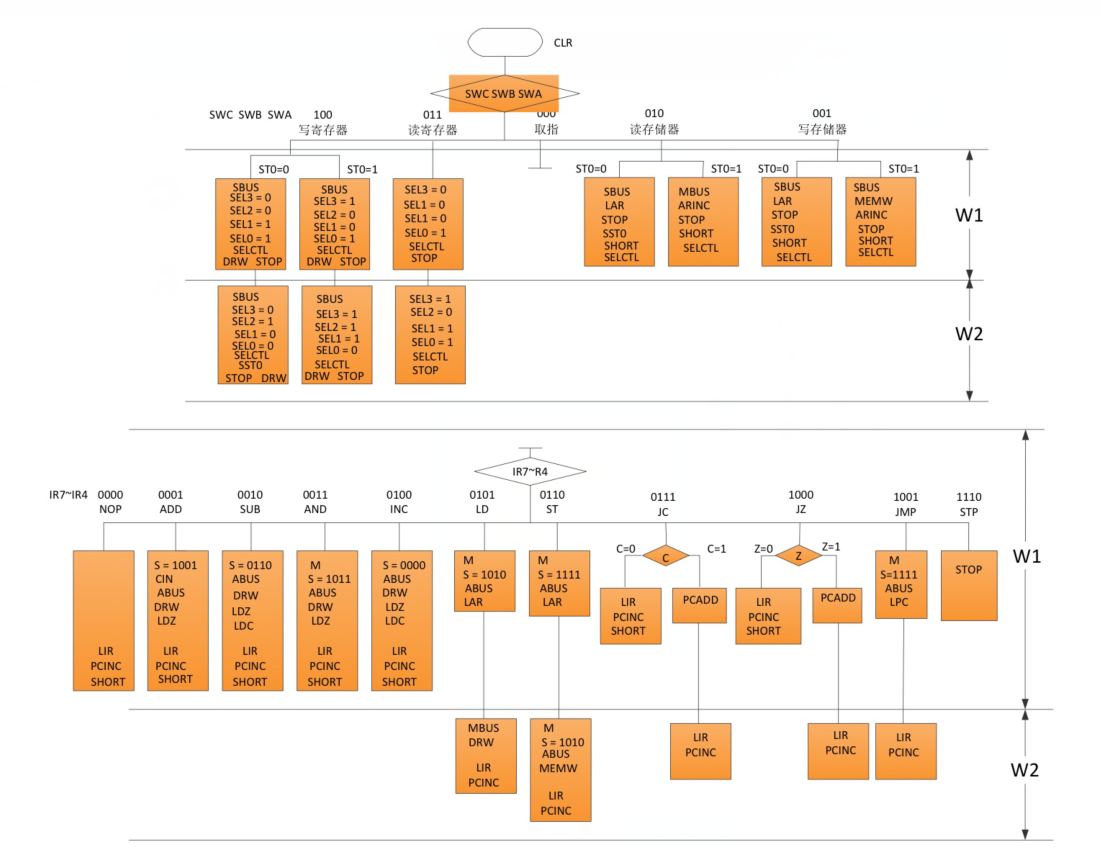 CLR
SWC SWB SWA
SWC SWB SWA
100
写寄存器
011
读寄存器
000
取指
010
读存储器
001
写存储器
ST0=0
ST0=1
ST0=0
ST0=1
ST0=0
ST0=1
SBUS
SEL3 = 0
SEL2 = 0
SEL1 = 1
SEL0 = 1
SELCTL
DRW STOP
SBUS
SEL3 = 1
SEL2 = 0
SEL1 = 0
SEL0 = 1
SELCTL
DRW STOP
SEL3 = 0
SEL1 = 0
SEL1 = 0
SEL0 = 1
SELCTL
STOP
SBUS
LAR
STOP
SST0
SHORT
SELCTL
MBUS
ARINC
STOP
SHORT
SELCTL
SBUS
LAR
STOP
SST0
SHORT
SELCTL
SBUS
MEMW
ARINC
STOP
SHORT
SELCTL
W1
SBUS
SEL3 = 0
SEL2 = 1
SEL1 = 0
SEL0 = 0
SELCTL
SST0
STOP DRW
SBUS
SEL3 = 1
SEL2 = 1
SEL1 = 1
SEL0 = 0
SELCTL
DRW STOP
SEL3 = 1
SEL2 = 0
SEL1 = 1
SEL0 = 1
SELCTL
STOP
W2
IR7~R4
IR7~IR4
0000
NOP
0001
ADD
0010
SUB
0011
AND
0100
INC
0101
LD
0110
ST
0111
JC
1000
JZ
1001
JMP
1110
STP
LIR
PCINC
SHORT
S = 1001
CIN
ABUS
DRW
LDZ
LIR
PCINC
SHORT
S = 0110
ABUS
DRW
LDZ
LDC
LIR
PCINC
SHORT
M
S = 1011
ABUS
DRW
LDZ
LIR
PCINC
SHORT
S = 0000
ABUS
DRW
LDZ
LDC
LIR
PCINC
SHORT
M
S = 1010
ABUS
LAR
M
S = 1111
ABUS
LAR
C=0
C
C=1
LIR
PCINC
SHORT
PCADD
Z=0
Z
Z=1
LIR
PCINC
SHORT
PCADD
M
S=1111
ABUS
LPC
STOP
W1
MBUS
DRW
LIR
PCINC
M
S = 1010
ABUS
MEMW
LIR
PCINC
LIR
PCINC
LIR
PCINC
LIR
PCINC
W2